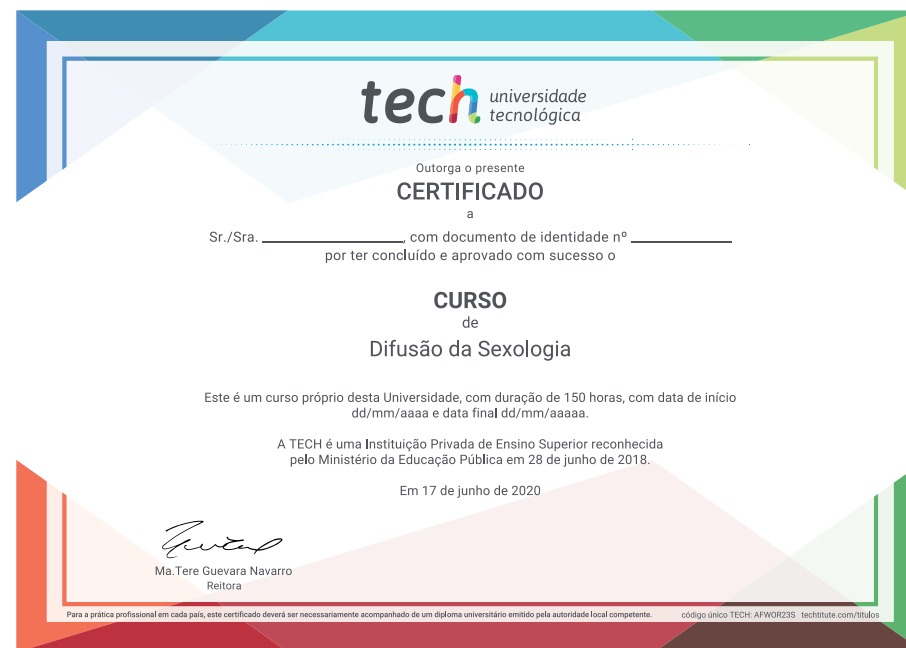 tech universidade
tecnológica
Outorga o presente
CERTIFICADO
a
Sr./Sra. ____________, com documento de identidade nº ____________
por ter concluído e aprovado com sucesso o
CURSO
de
Difusão da Sexologia
Este é um curso próprio desta Universidade, com duração de 150 horas, com data de início
dd/mm/aaaa e data final dd/mm/aaaaa.
A TECH é uma Instituição Privada de Ensino Superior reconhecida
pelo Ministério da Educação Pública em 28 de junho de 2018.
Em 17 de junho de 2020
Ma.Tere Guevara Navarro
Reitora
Para a prática profissional em cada país, este certificado deverá ser necessariamente acompanhado de um diploma universitário emitido pela autoridade local competente. código único TECH: AFWOR23S techtitute.com/titulos